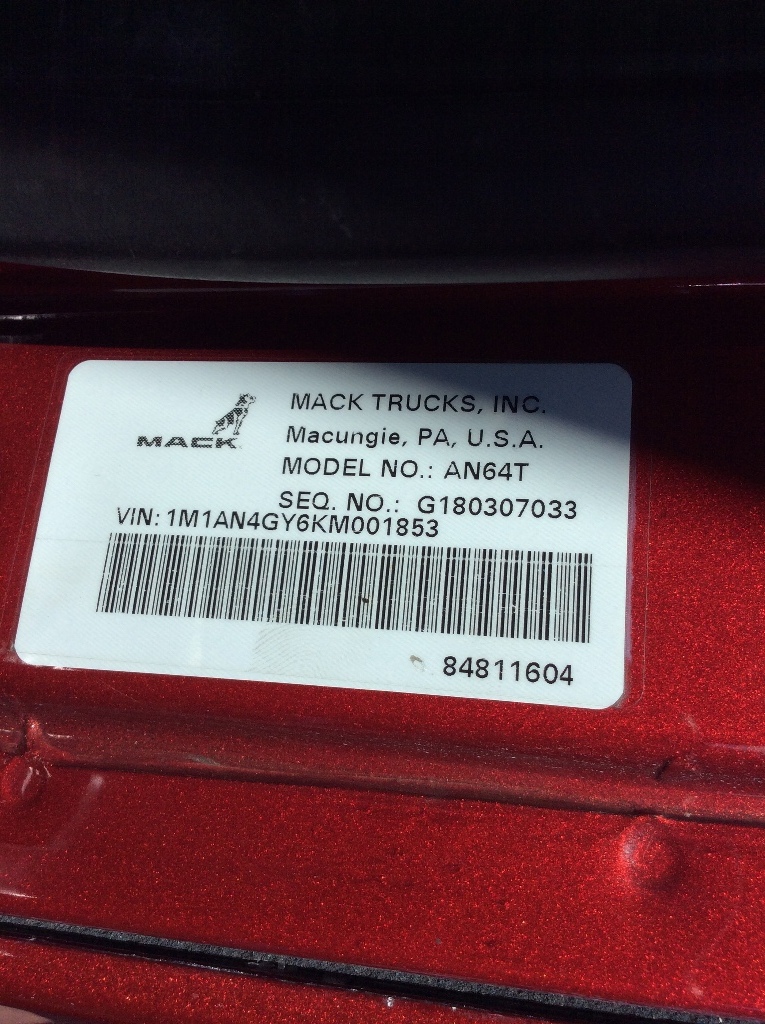 MACK
MACK TRUCKS, INC.
Macungie, PA, U.S.A.
MODEL NO.: AN64T
SEQ. NO.: G180307033
VIN: 1M1AN4GY6KM001853
84811604